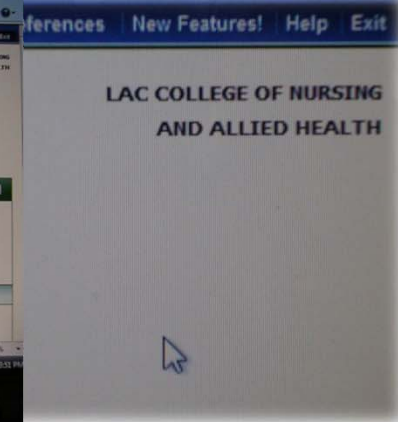 ferences New Features! Help Exit
LAC COLLEGE OF NURSING
AND ALLIED HEALTH